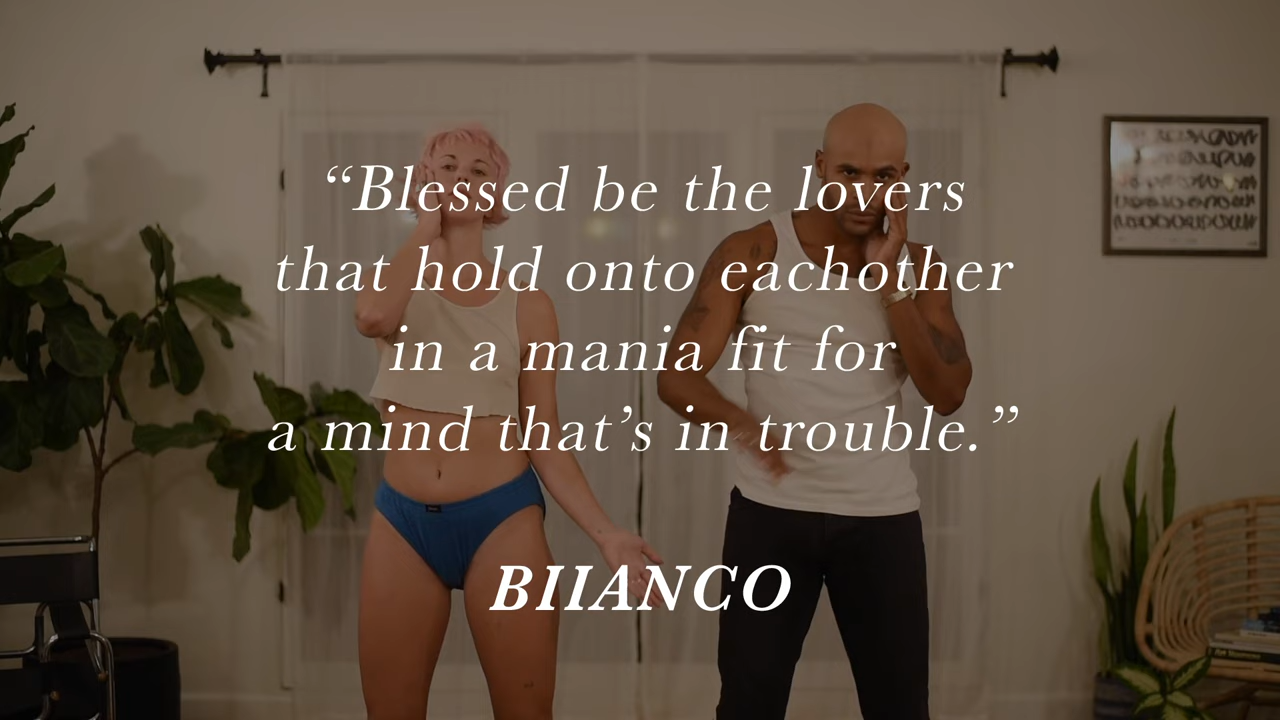 “Blessed be the lovers
that hold onto eachother
in a mania fit for
a mind that’s in trouble.”
BIIANCO